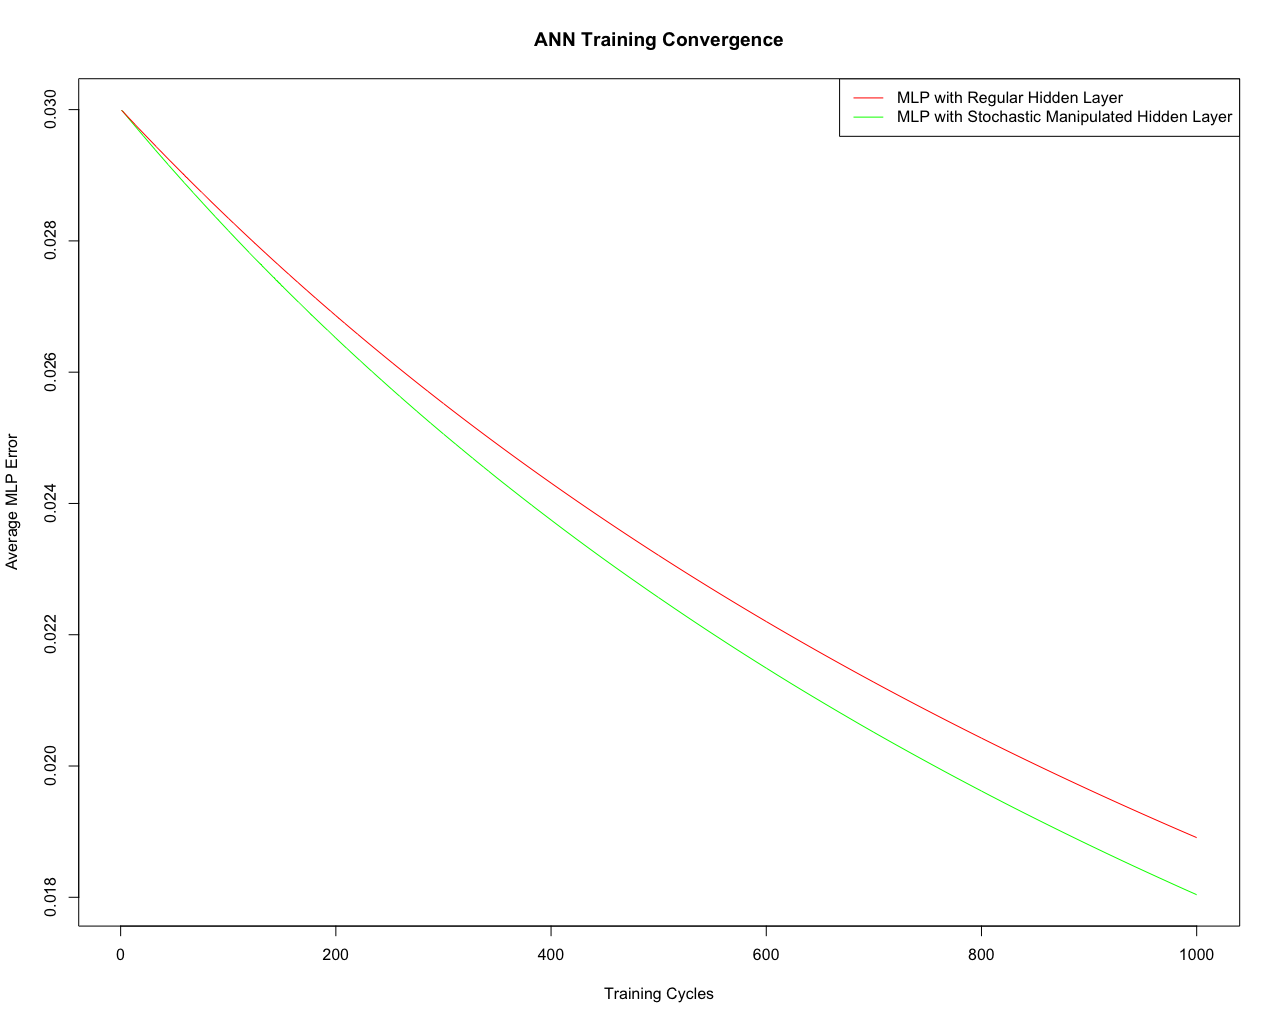 ANN Training Convergence
MLP with Regular Hidden Layer
MLP with Stochastic Manipulated Hidden Layer
0.030
0.028
0.026
0.024
0.022
0.020
0.018
Average MLP Error
0
200
400
600
800
1000
Training Cycles